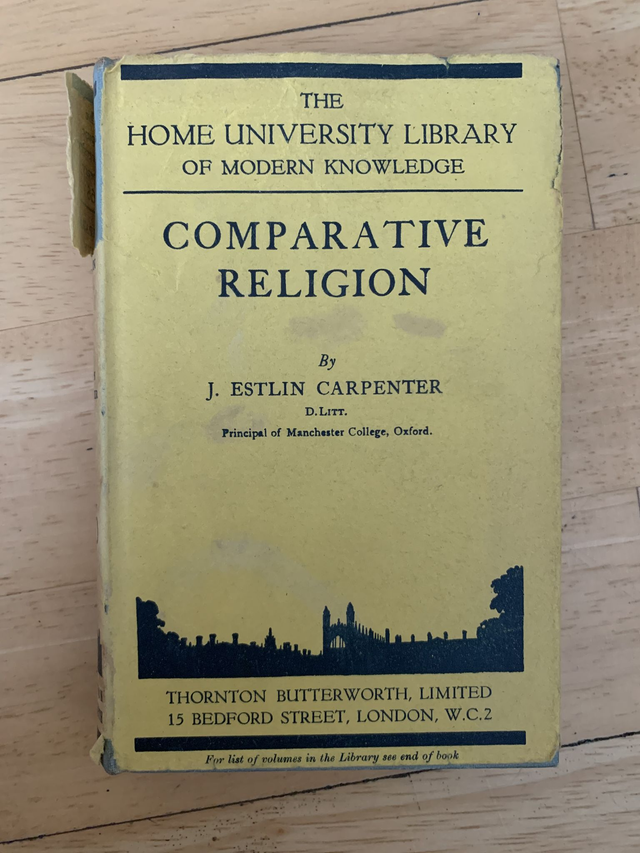 THE
HOME UNIVERSITY LIBRARY
OF MODERN KNOWLEDGE
COMPARATIVE
RELIGION
By
J. ESTLIN CARPENTER
D.LITT.
Principal of Manchester College, Oxford.
THORNTON BUTTERWORTH, LIMITED
15 BEDFORD STREET, LONDON, W.C.2
For list of volumes in the Library see end of book